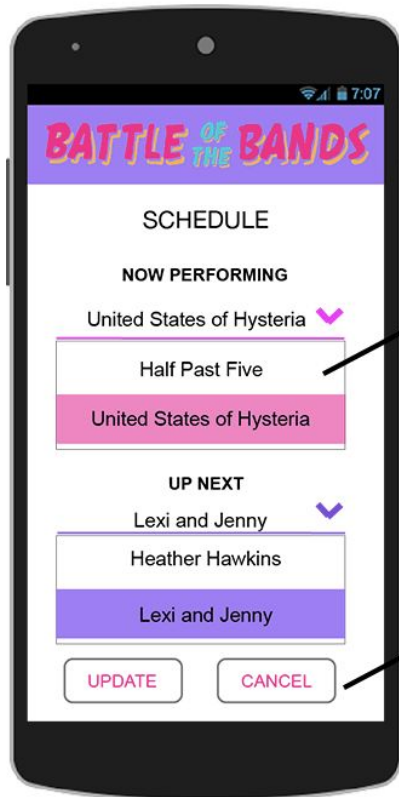 7:07
BATTLE OF THE BANDS
SCHEDULE
NOW PERFORMING
United States of Hysteria
Half Past Five
United States of Hysteria
UP NEXT
Lexi and Jenny
Heather Hawkins
Lexi and Jenny
UPDATE CANCEL